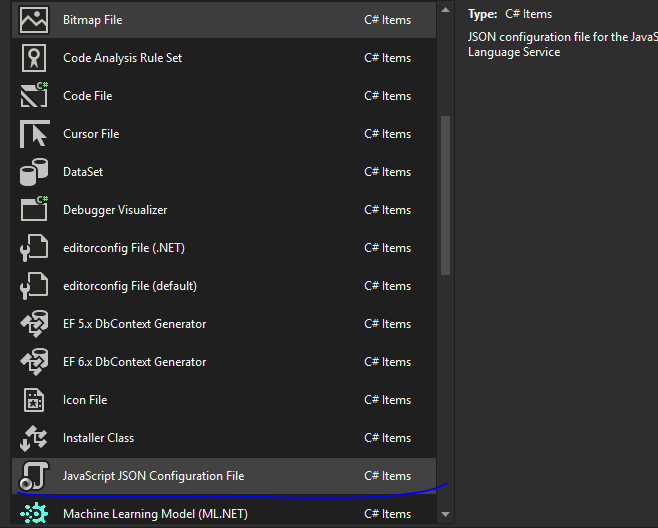 Bitmap File C# Items
Code Analysis Rule Set C# Items
C#
Code File C# Items
Cursor File C# Items
DataSet C# Items
C#
Debugger Visualizer C# Items
editorconfig File (.NET) C# Items
editorconfig File (default) C# Items
EF 5.x DbContext Generator C# Items
EF 6.x DbContext Generator C# Items
Icon File C# Items
Installer Class C# Items
JavaScript JSON Configuration File C# Items
Machine Learning Model (ML.NET) C# Items
Type: C# Items
JSON configuration file for the JavaS
Language Service